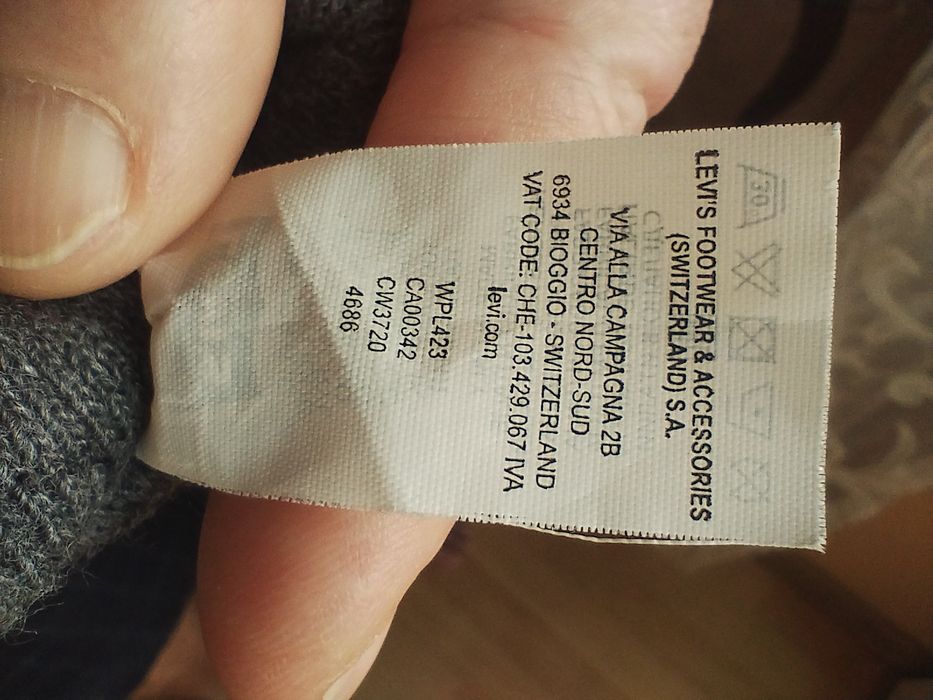 LEVI'S FOOTWEAR & ACCESSORIES
(SWITZERLAND) S.A.
VIA ALLA CAMPAGNA 2B
CENTRO NORD-SUD
6934 BIOGGIO - SWITZERLAND
VAT CODE: CHE-103.429.067 IVA
levi.com
WPL423
CA00342
CW3720
4686
30